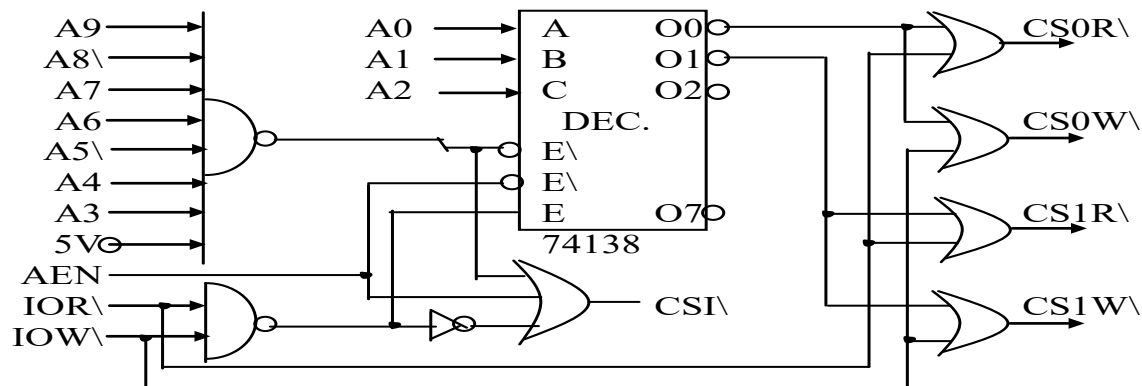 A9
A8\
A7
A6
A5\
A4
A3
5V
AEN
IOR\
IOW\
A0
A1
A2
A
B
C
DEC.
E\
E\
E
O0
O1
O2
O7
74138
CSI\
CS0R\
CS0W\
CS1R\
CS1W\